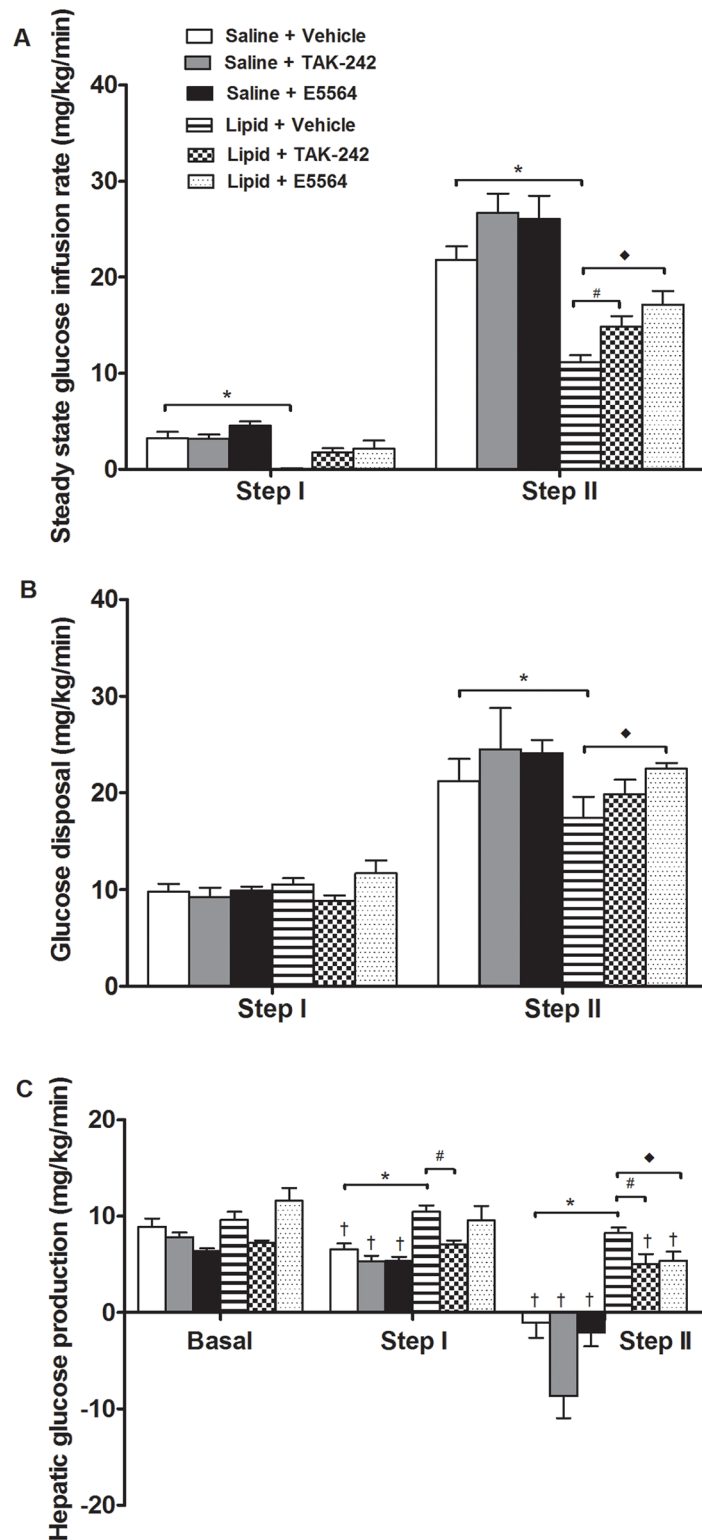 A
Saline + Vehicle
Saline + TAK-242
Saline + E5564
Lipid + Vehicle
Lipid + TAK-242
Lipid + E5564
Steady state glucose infusion rate (mg/kg/min)
40
30
20
10
0
*
*
#
◆
Step I
Step II
B
Glucose disposal (mg/kg/min)
40
30
20
10
0
*
◆
Step I
Step II
C
Hepatic glucose production (mg/kg/min)
20
10
0
-10
-20
*
#
† † †
*
#
◆
† †
† † †
Basal
Step I
Step II